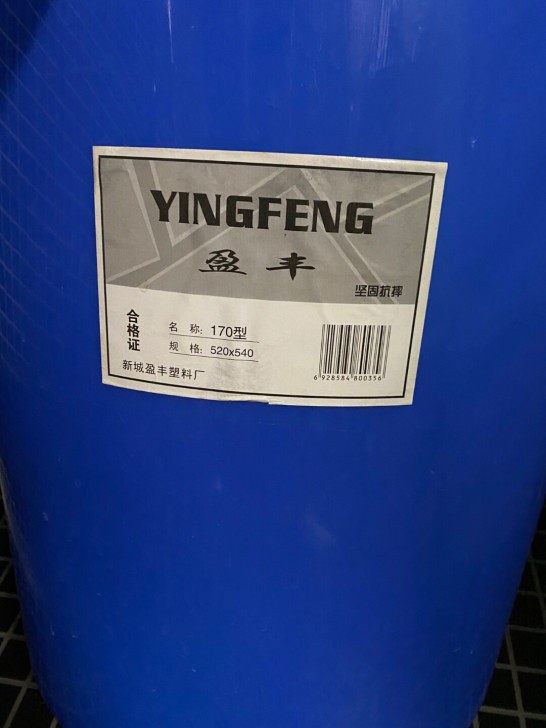 YINGFENG
盈丰
坚固抗摔
合格证
名 称: 170型
规 格: 520x540
新城盈丰塑料厂
6 928584 800356